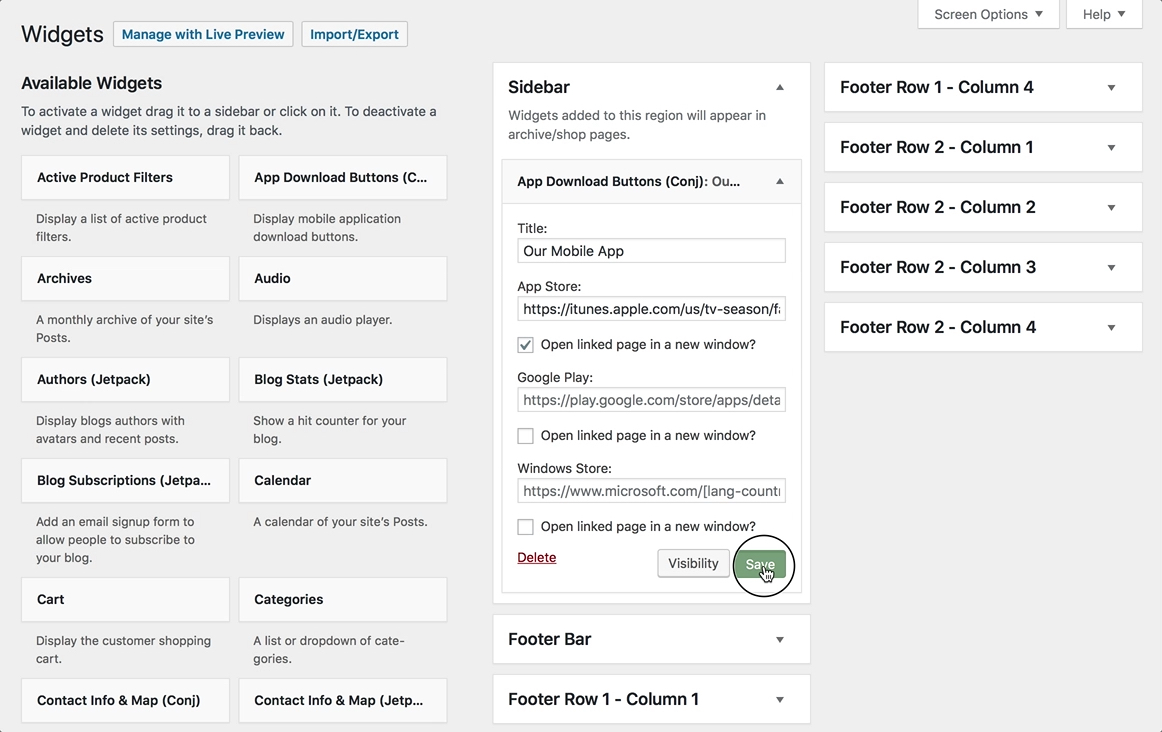 Screen Options ▼
Help ▼
Widgets
Manage with Live Preview
Import/Export
Available Widgets
To activate a widget drag it to a sidebar or click on it. To deactivate a
widget and delete its settings, drag it back.
Active Product Filters
Display a list of active product
filters.
App Download Buttons (C...
Display mobile application
download buttons.
Archives
A monthly archive of your site’s
Posts.
Audio
Displays an audio player.
Authors (Jetpack)
Display blogs authors with
avatars and recent posts.
Blog Stats (Jetpack)
Show a hit counter for your
blog.
Blog Subscriptions (Jetpa...
Add an email signup form to
allow people to subscribe to
your blog.
Calendar
A calendar of your site’s Posts.
Cart
Display the customer shopping
cart.
Categories
A list or dropdown of cate-
gories.
Contact Info & Map (Conj)
Contact Info & Map (Jetp...
Sidebar
Widgets added to this region will appear in
archive/shop pages.
App Download Buttons (Conj): Ou...
Title:
Our Mobile App
App Store:
https://itunes.apple.com/us/tv-season/fa
Open linked page in a new window?
Google Play:
https://play.google.com/store/apps/deta
Open linked page in a new window?
Windows Store:
https://www.microsoft.com/[lang-countr
Open linked page in a new window?
Delete
Visibility
Save
Footer Bar
Footer Row 1 - Column 1
Footer Row 1 - Column 4
Footer Row 2 - Column 1
Footer Row 2 - Column 2
Footer Row 2 - Column 3
Footer Row 2 - Column 4